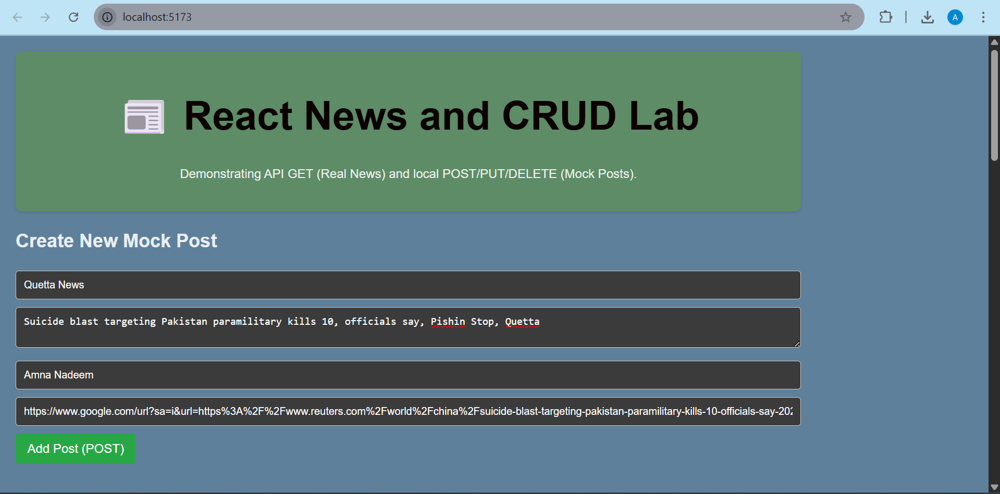 localhost:5173
A
React News and CRUD Lab
Demonstrating API GET (Real News) and local POST/PUT/DELETE (Mock Posts).
Create New Mock Post
Quetta News
Suicide blast targeting Pakistan paramilitary kills 10, officials say, Pishin Stop, Quetta
Amna Nadeem
https://www.google.com/url?sa=i&url=https%3A%2F%2Fwww.reuters.com%2Fworld%2Fchina%2Fsuicide-blast-targeting-pakistan-paramilitary-kills-10-officials-say-202
Add Post (POST)